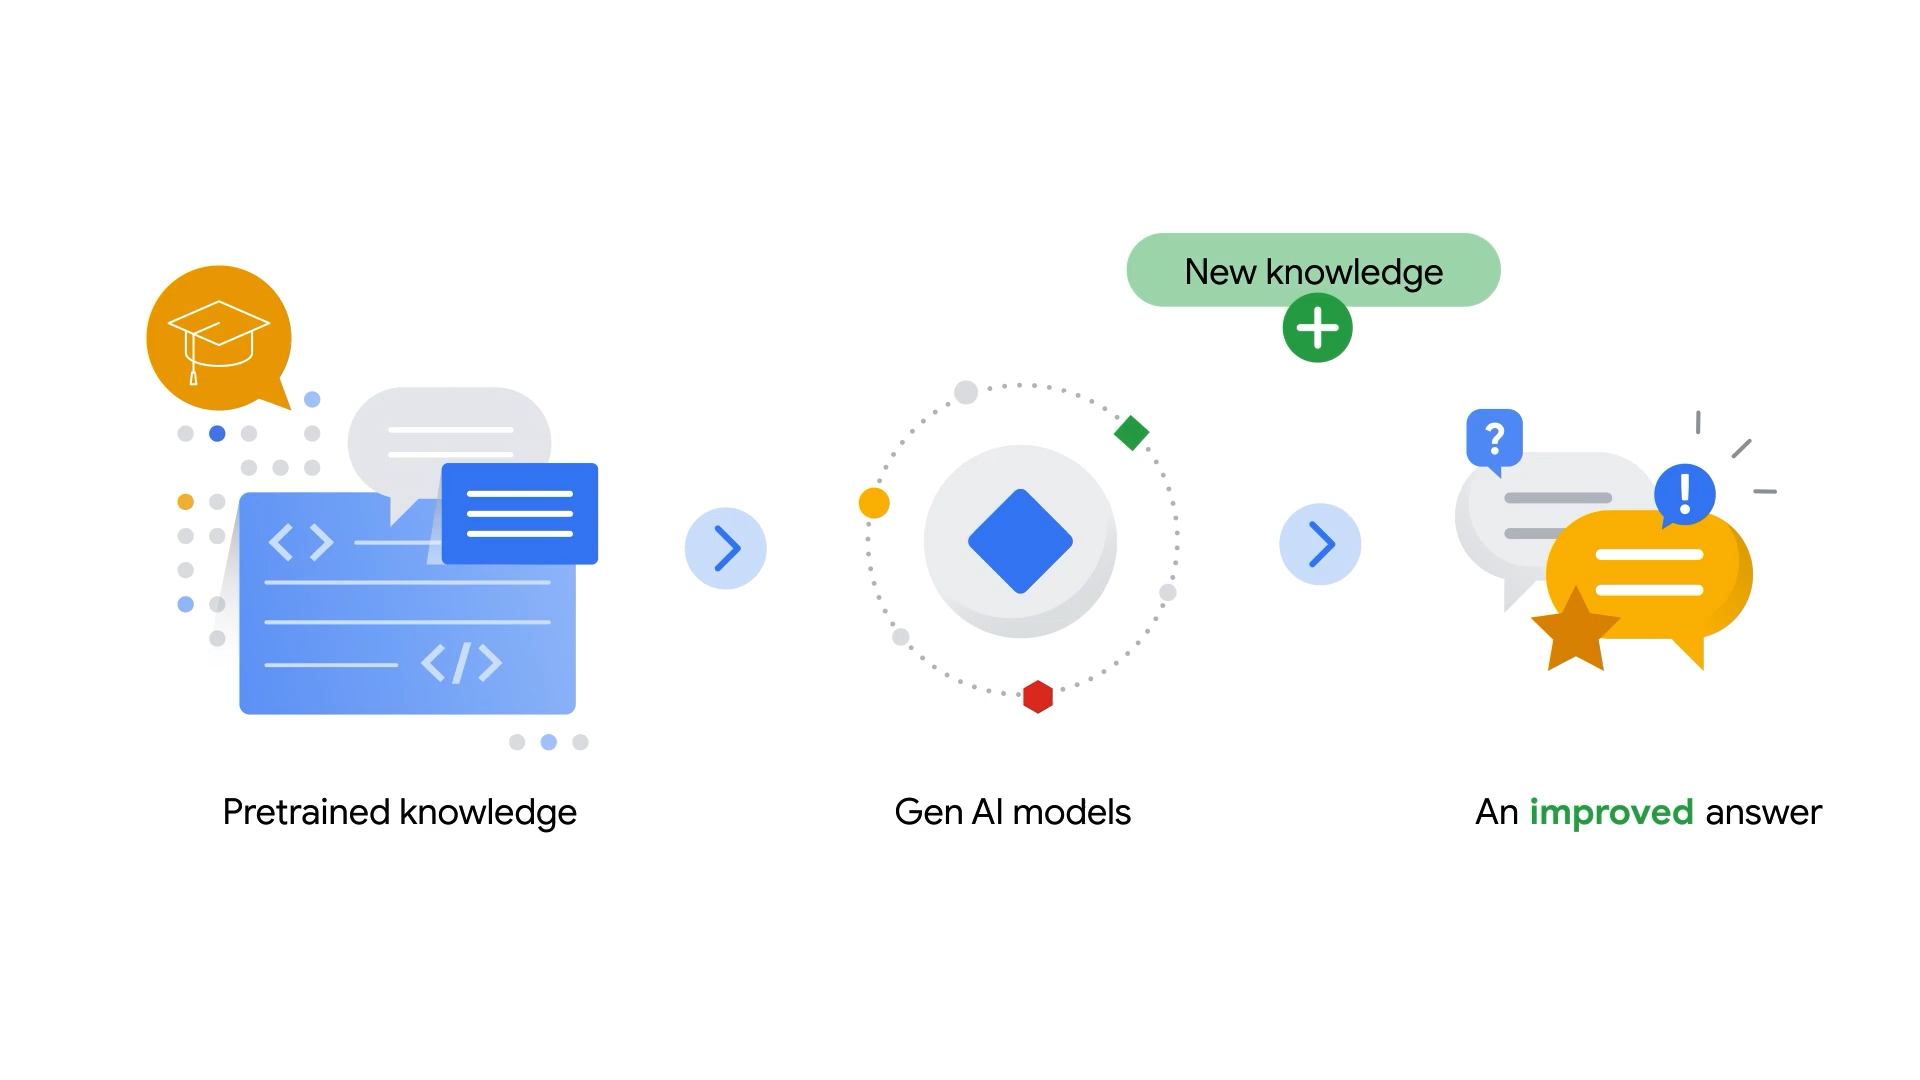 New knowledge
?
!
< >
</>
Pretrained knowledge
Gen AI models
An improved answer